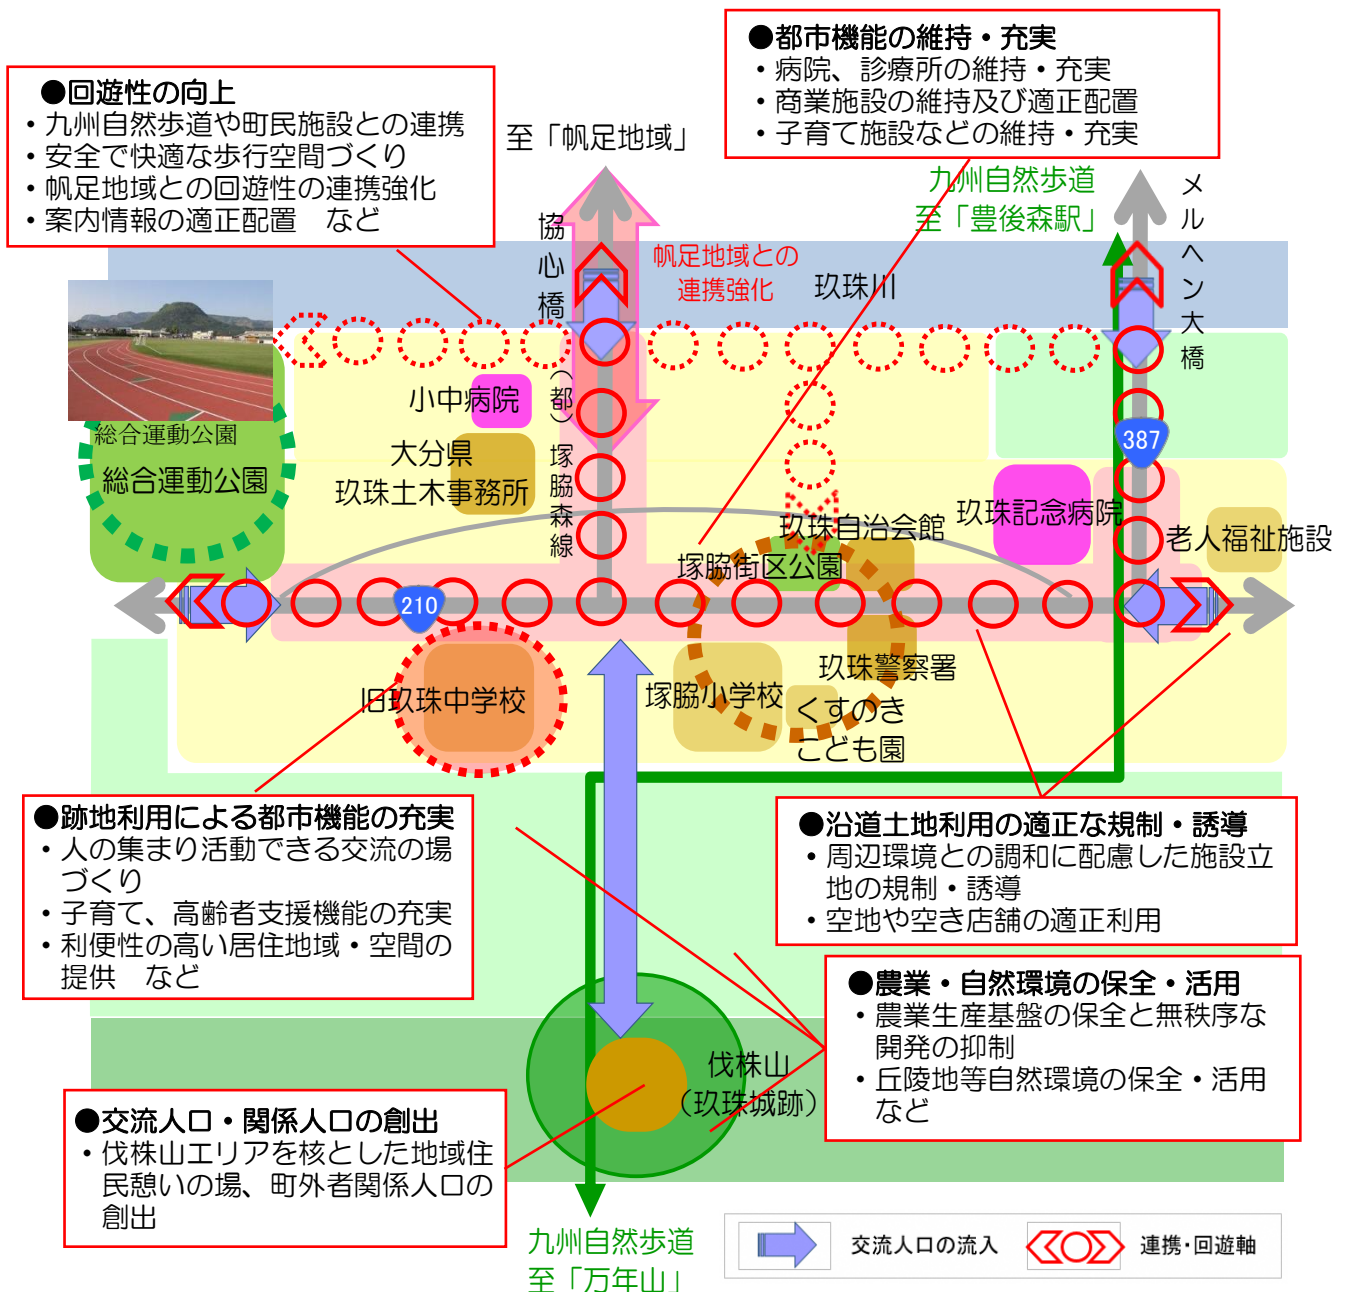 ●都市機能の維持・充実
・病院、診療所の維持・充実
・商業施設の維持及び適正配置
・子育て施設などの維持・充実
●回遊性の向上
・九州自然歩道や町民施設との連携
・安全で快適な歩行空間づくり
・帆足地域との回遊性の連携強化
・案内情報の適正配置　など
至「帆足地域」
九州自然歩道
至「豊後森駅」
メルヘン大橋
協心橋
帆足地域との
連携強化
玖珠川
小中病院
（都）塚脇森線
大分県
玖珠土木事務所
総合運動公園
総合運動公園
387
玖珠記念病院
玖珠自治会館
塚脇街区公園
老人福祉施設
210
旧玖珠中学校
塚脇小学校
玖珠警察署
くすのき
こども園
●跡地利用による都市機能の充実
・人の集まり活動できる交流の場
づくり
・子育て、高齢者支援機能の充実
・利便性の高い居住地域・空間の
提供　など
●沿道土地利用の適正な規制・誘導
・周辺環境との調和に配慮した施設立
地の規制・誘導
・空地や空き店舗の適正利用
●農業・自然環境の保全・活用
・農業生産基盤の保全と無秩序な
開発の抑制
・丘陵地等自然環境の保全・活用
など
伐株山
（玖珠城跡）
●交流人口・関係人口の創出
・伐株山エリアを核とした地域住
民憩いの場、町外者関係人口の
創出
九州自然歩道
至「万年山」
交流人口の流入
連携・回遊軸